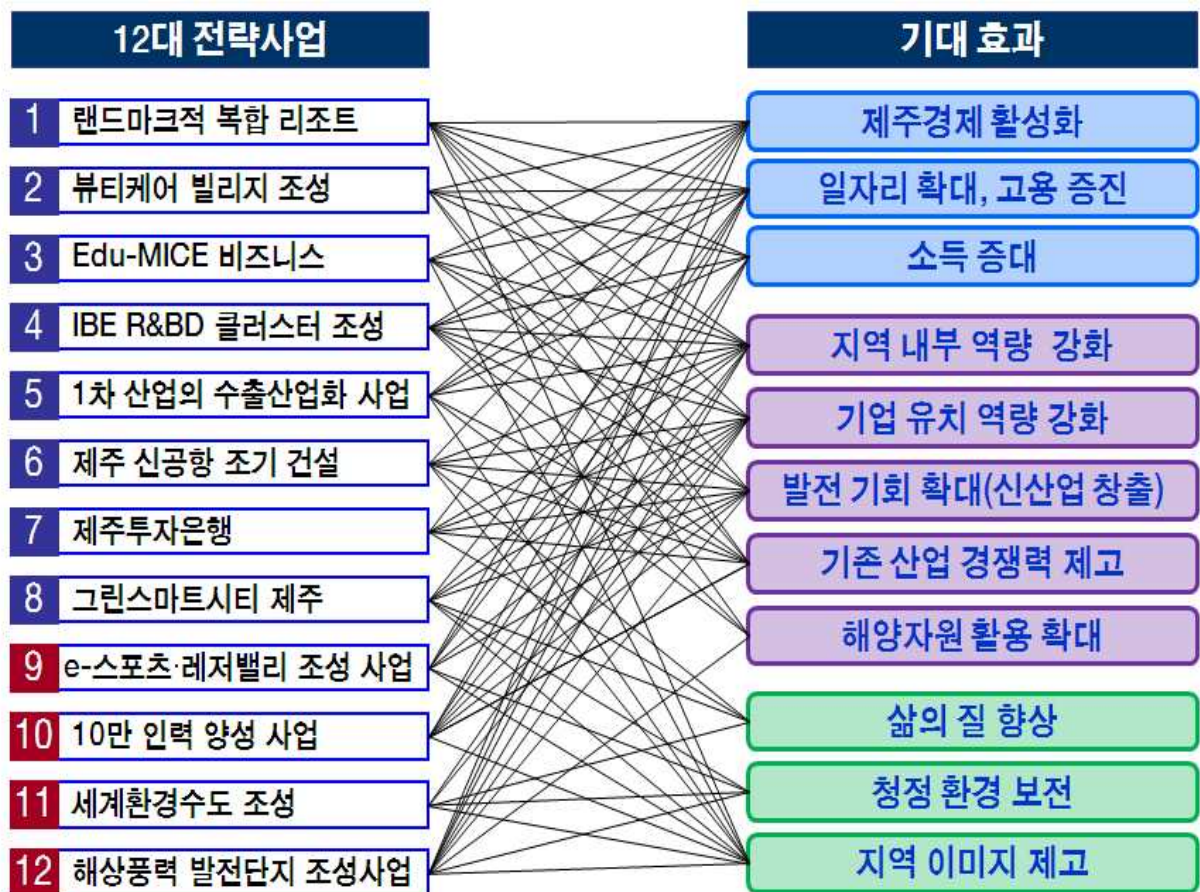 12대 전략사업
1 랜드마크적 복합 리조트
2 뷰티케어 빌리지 조성
3 Edu-MICE 비즈니스
4 IBE R&BD 클러스터 조성
5 1차 산업의 수출산업화 사업
6 제주 신공항 조기 건설
7 제주투자은행
8 그린스마트시티 제주
9 e-스포츠·레저밸리 조성 사업
10 10만 인력 양성 사업
11 세계환경수도 조성
12 해상풍력 발전단지 조성사업
기대 효과
제주경제 활성화
일자리 확대, 고용 증진
소득 증대
지역 내부 역량 강화
기업 유치 역량 강화
발전 기회 확대(신산업 창출)
기존 산업 경쟁력 제고
해양자원 활용 확대
삶의 질 향상
청정 환경 보전
지역 이미지 제고